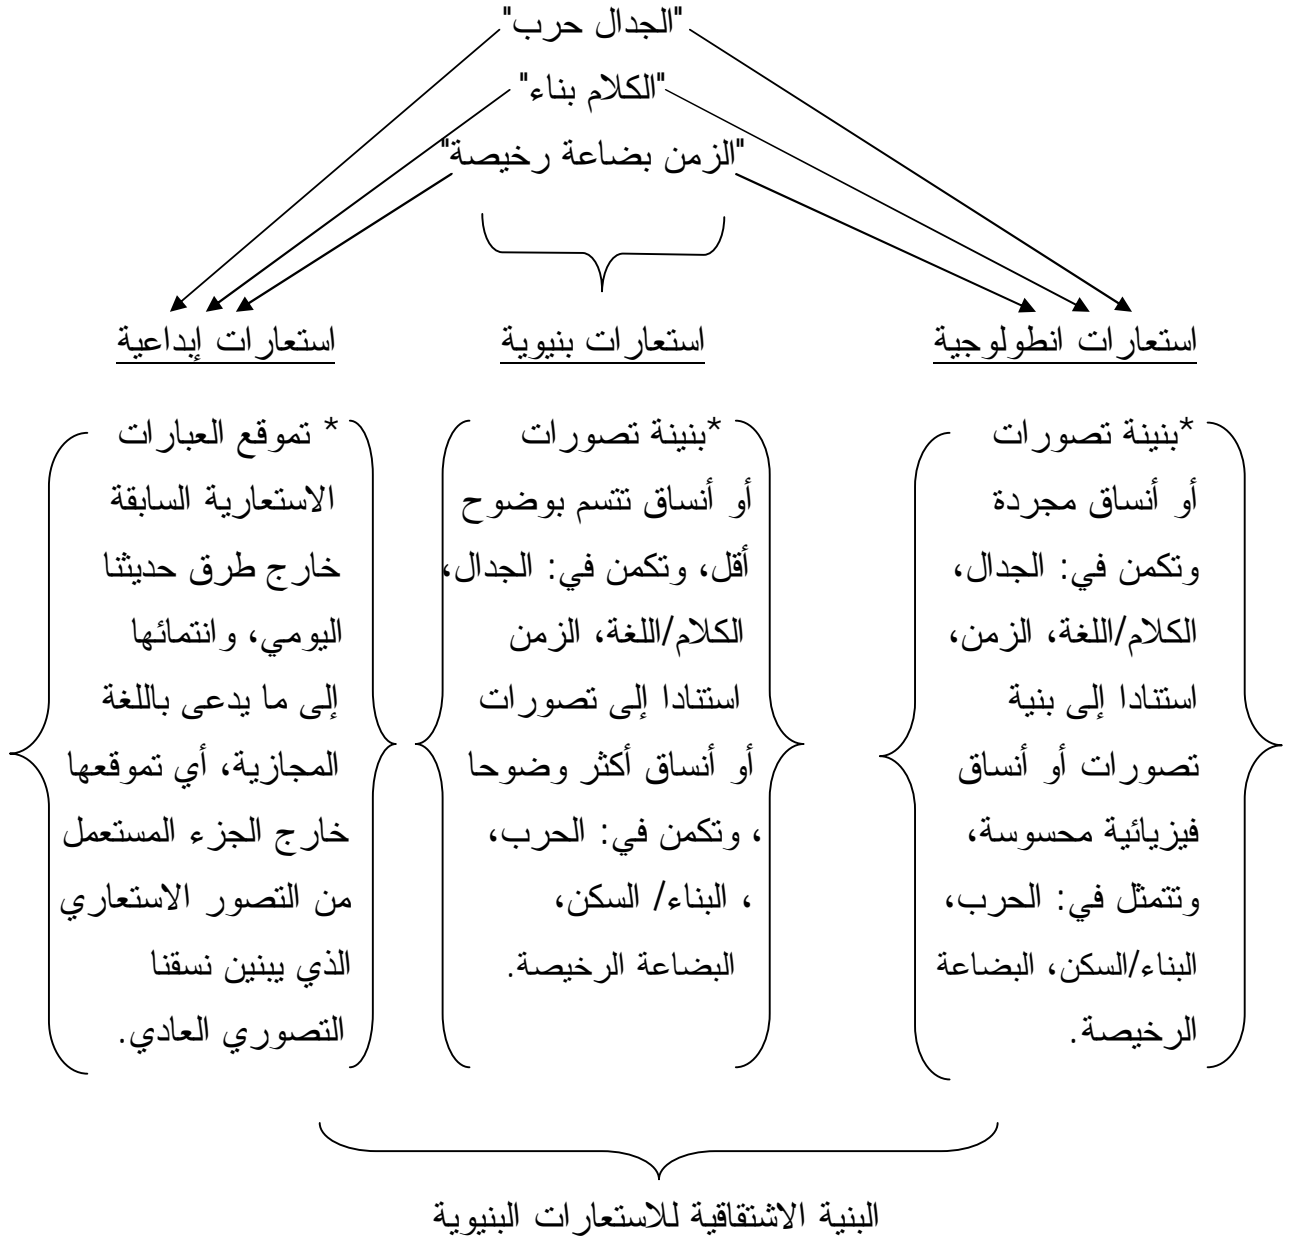 "الجدال حرب"
"الكلام بناء"
"الزمن بضاعة رخيصة"
استعارات انطولوجية
استعارات بنيوية
استعارات إبداعية
*بنينة تصورات
أو أنساق مجردة
وتكمن في: الجدال،
الكلام/اللغة، الزمن،
استنادا إلى بنية
تصورات أو أنساق
فيزيائية محسوسة،
وتتمثل في: الحرب،
البناء/السكن، البضاعة
الرخيصة.
*بنينة تصورات
أو أنساق تتسم بوضوح
أقل، وتكمن في: الجدال،
الكلام/اللغة، الزمن
استنادا إلى تصورات
أو أنساق أكثر وضوحا
، وتكمن في: الحرب،
، البناء/ السكن،
البضاعة الرخيصة.
* تموقع العبارات
الاستعارية السابقة
خارج طرق حديثنا
اليومي، وانتمائها
إلى ما يدعى باللغة
المجازية، أي تموقعها
خارج الجزء المستعمل
من التصور الاستعاري
الذي يبنين نسقنا
التصوري العادي.
البنية الاشتقاقية للاستعارات البنيوية